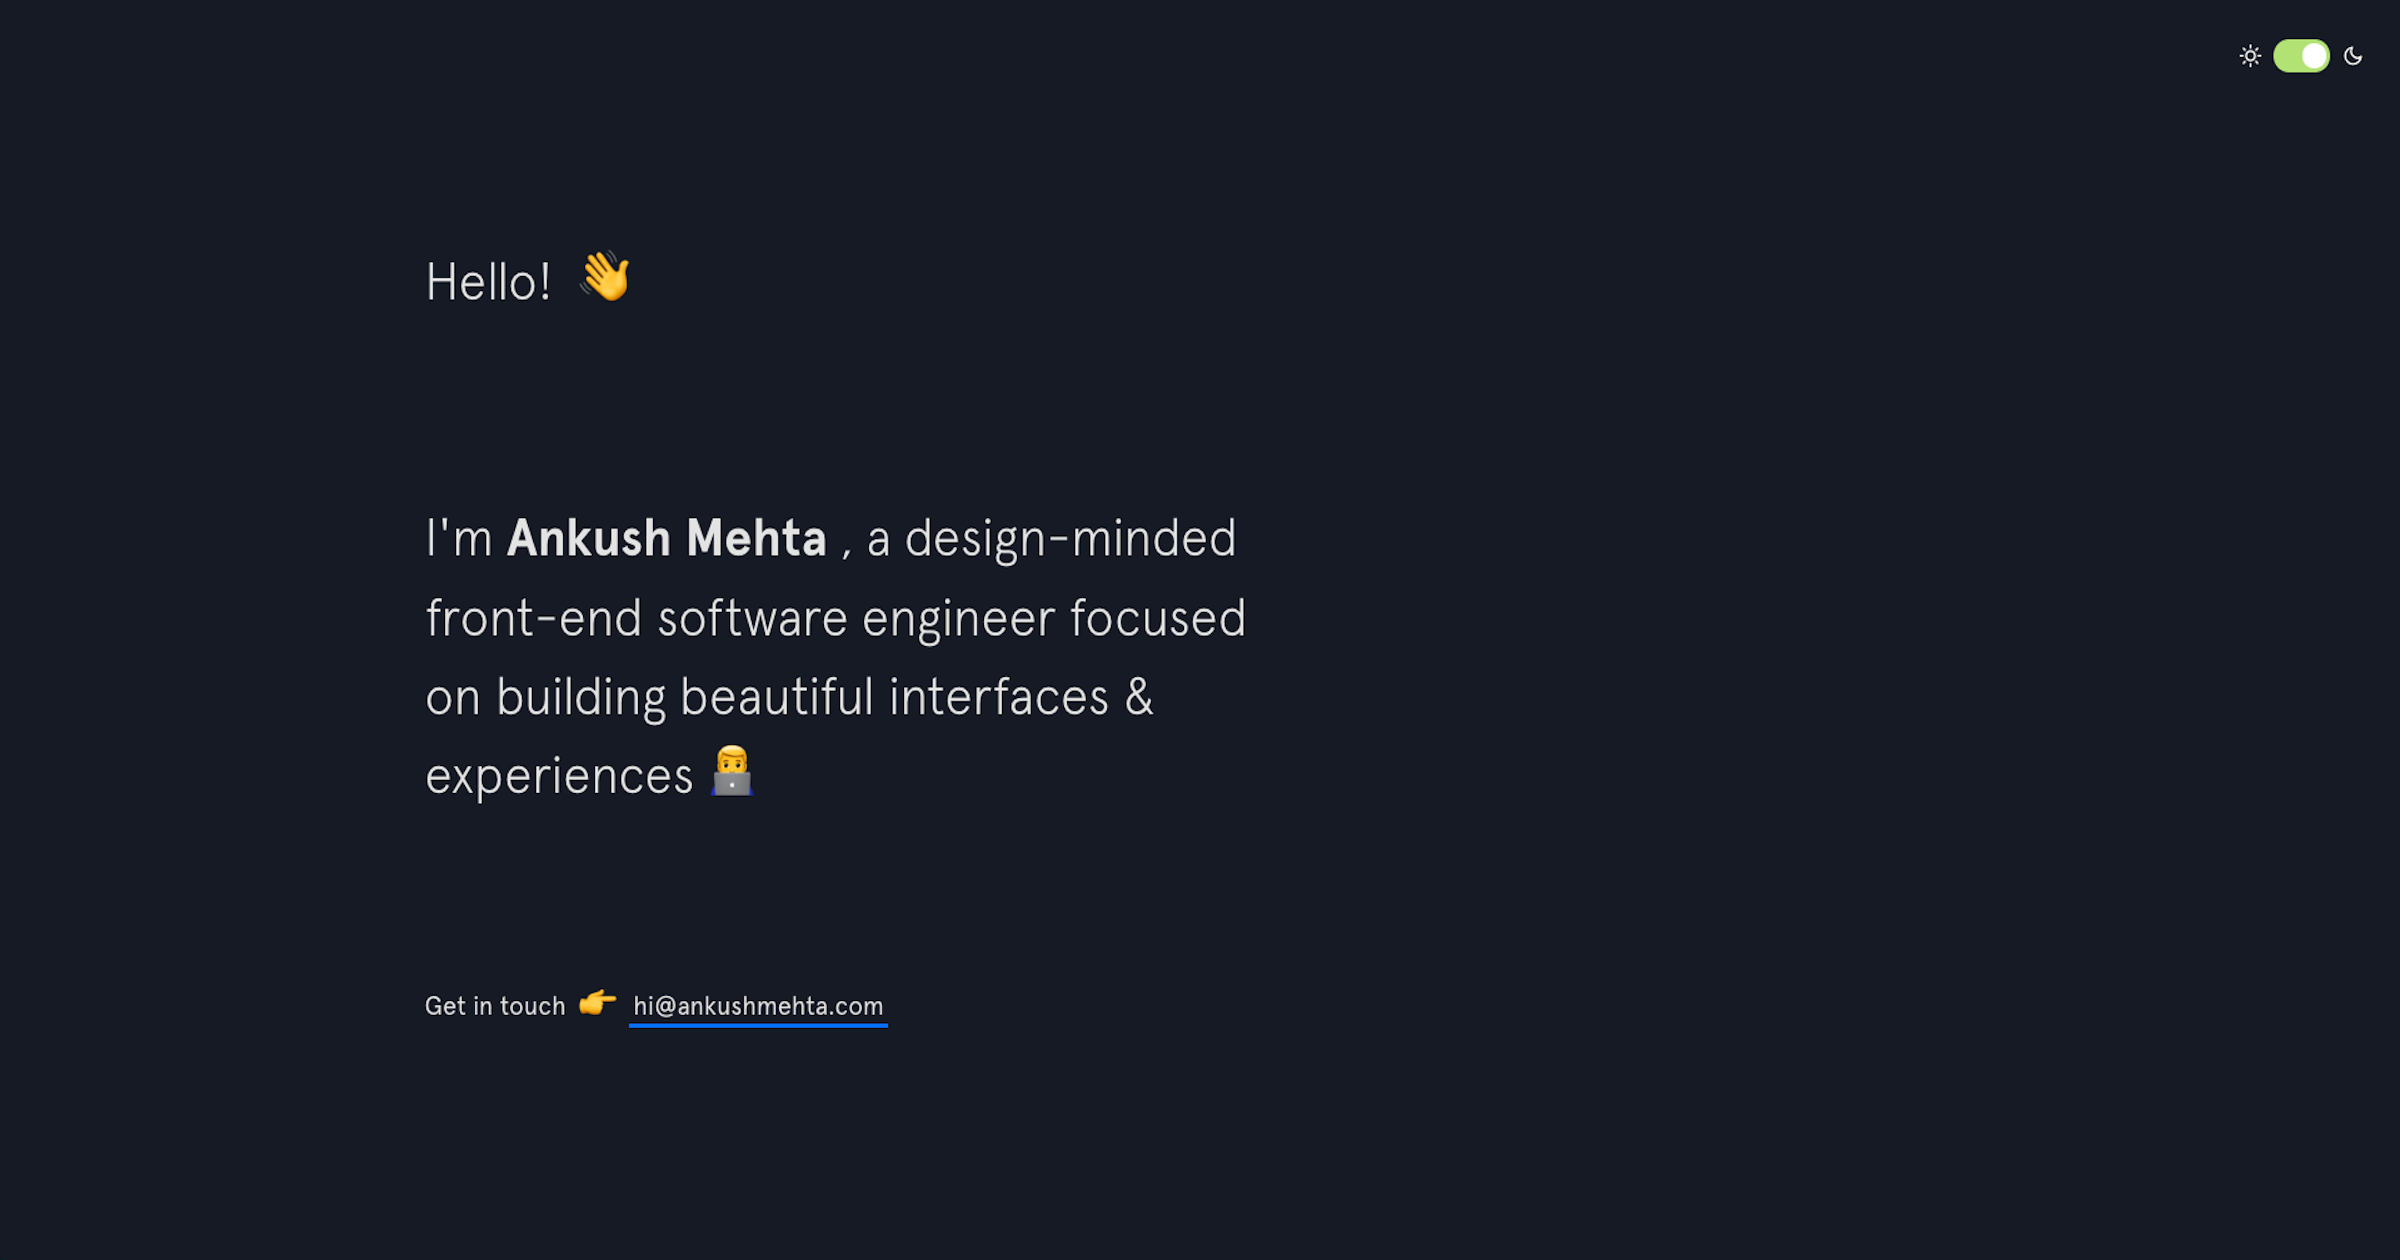 Hello! 👋
I'm Ankush Mehta , a design-minded
front-end software engineer focused
on building beautiful interfaces &
experiences 👨‍💻
Get in touch 👉 hi@ankushmehta.com